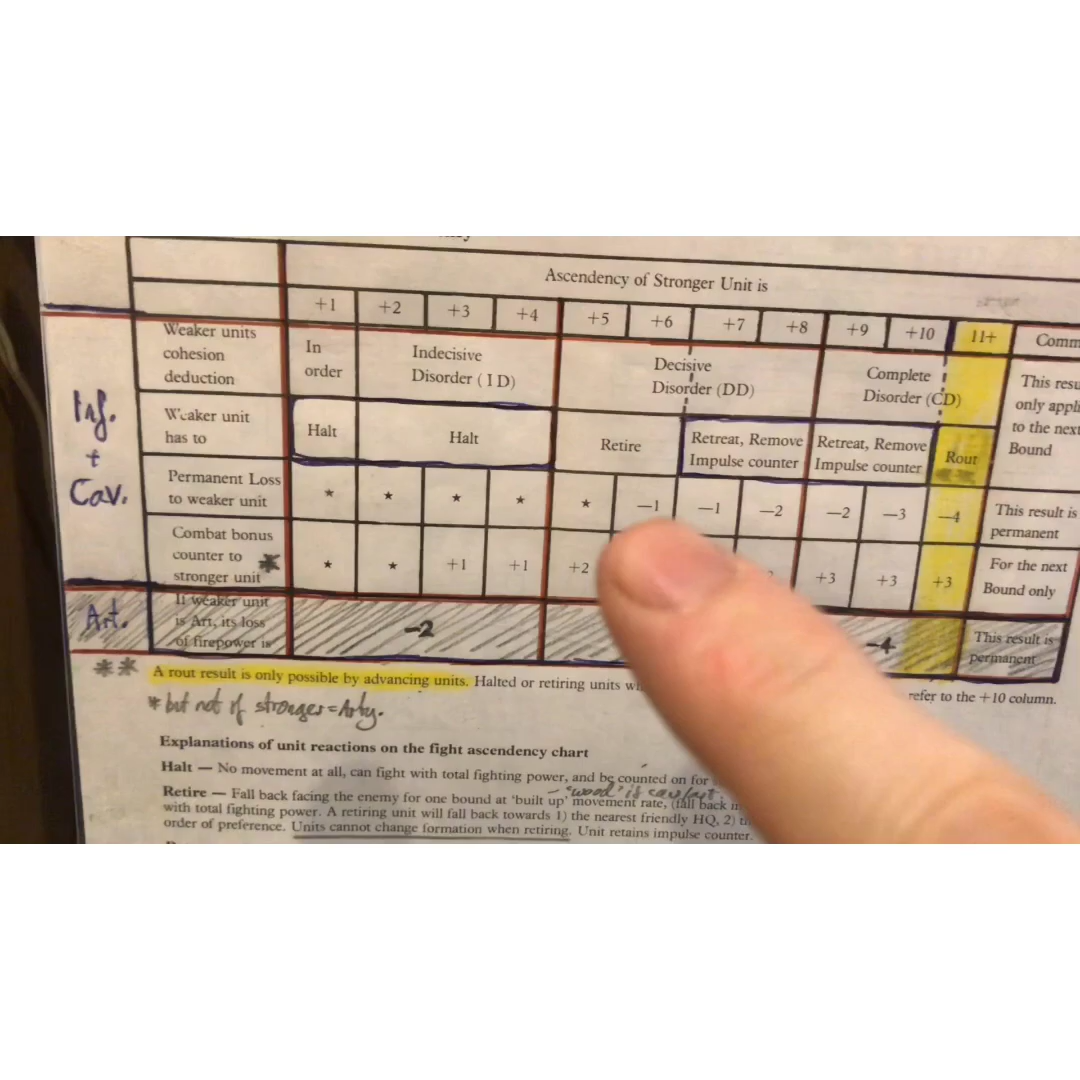 Ascendency of Stronger Unit is
+1 +2 +3 +4 +5 +6 +7 +8 +9 +10 11+
Weaker units
cohesion
deduction
In
order
Indecisive
Disorder (ID)
Decisive
Disorder (DD)
Complete
Disorder (CD)
This resu
only appli
to the next
Bound
Inf.
+
Cav.
Weaker unit
has to
Halt
Halt
Retire
Retreat, Remove
Impulse counter
Retreat, Remove
Impulse counter
Rout
**
Permanent Loss
to weaker unit
* * * * * —1 —1 —2 —2 —3 —4
This result is
permanent
Combat bonus
counter to
stronger unit *
* * +1 +1 +2 +3 +3 +3
For the next
Bound only
Art.
If weaker unit
is Art, its loss
of firepower is
-2 -4
This result is
permanent
** A rout result is only possible by advancing units. Halted or retiring units
refer to the +10 column.
* but not if stronger = Arty.
Explanations of unit reactions on the fight ascendency chart
Halt — No movement at all, can fight with total fighting power, and be counted on for
Retire — Fall back facing the enemy for one bound at 'built up' movement rate, (fall back
with total fighting power. A retiring unit will fall back towards 1) the nearest friendly HQ, 2)
order of preference. Units cannot change formation when retiring. Unit retains impulse counter.